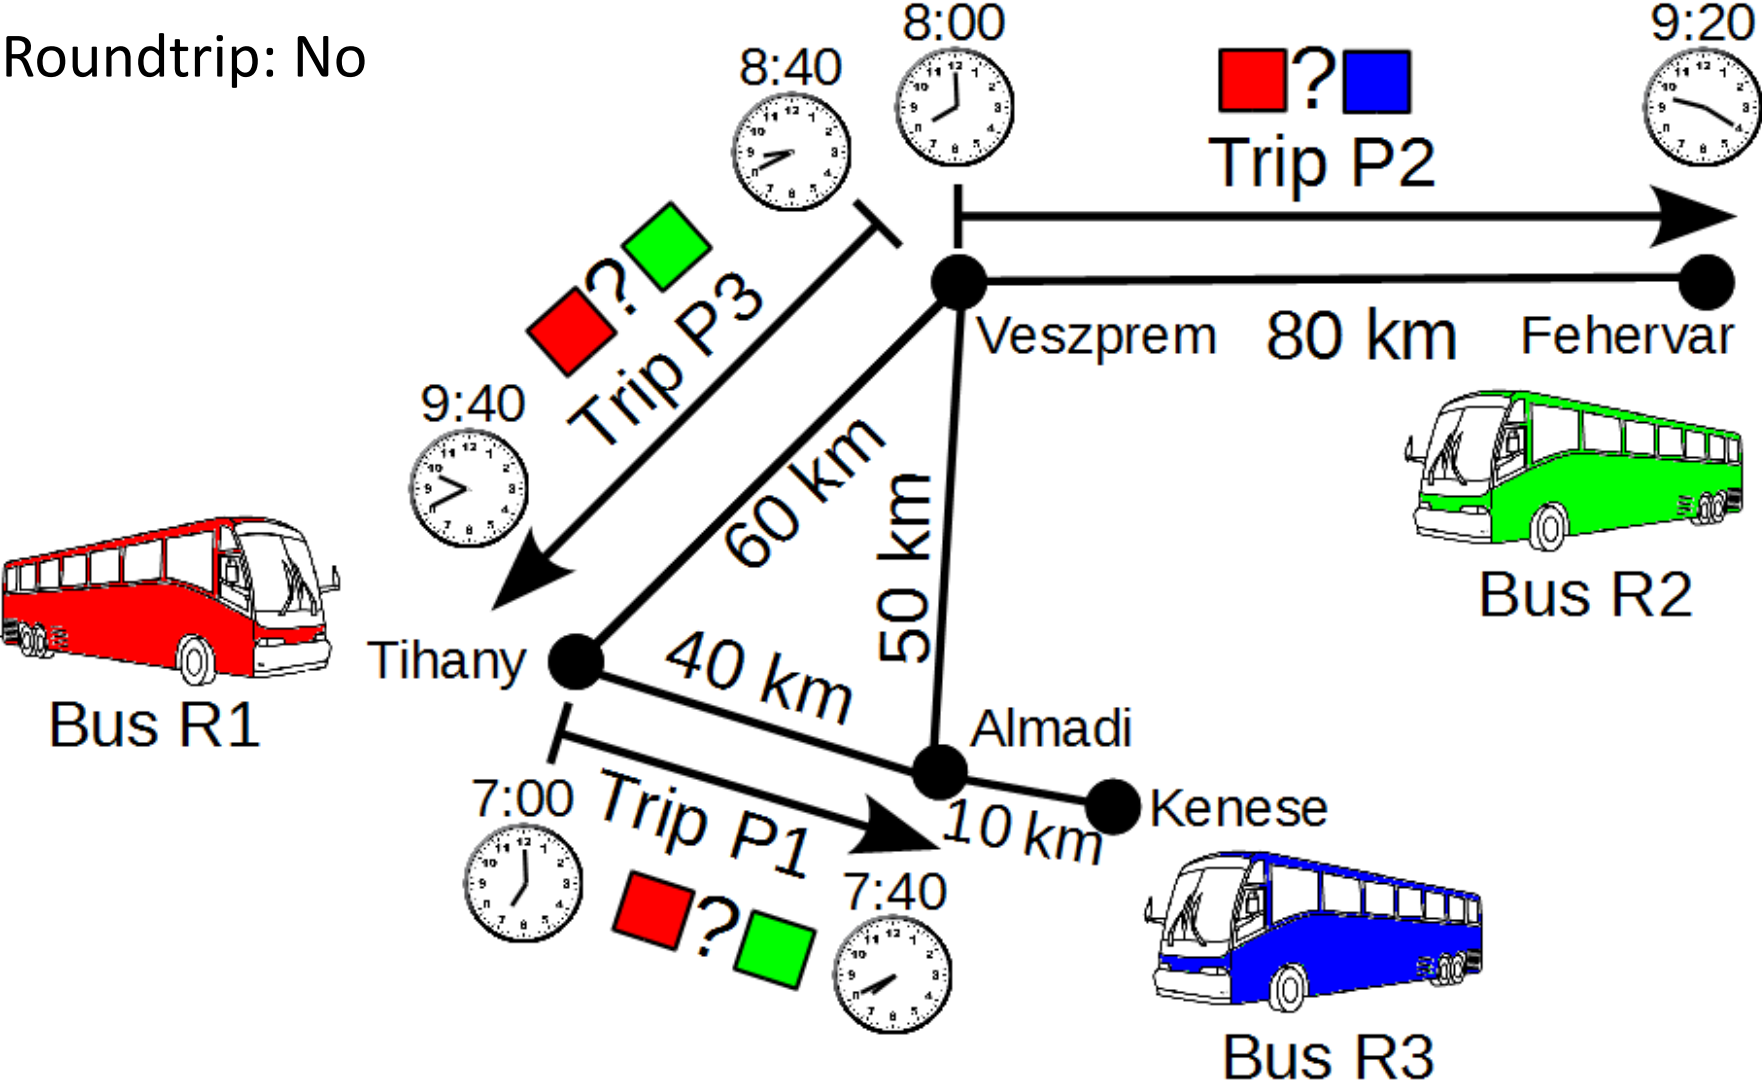 Roundtrip: No
8:00
9:20
8:40
?
Trip P2
?
Trip P3
Veszprem
80 km
Fehervar
9:40
60 km
50 km
Bus R2
Tihany
40 km
Bus R1
Almadi
7:00
Trip P1
10 km
Kenese
?
7:40
Bus R3